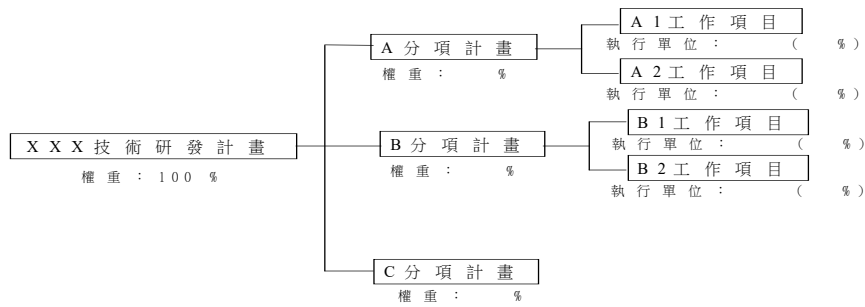 A 1 工作項目
執行單位：　（　%）
A 分項計畫
權重：　%
A 2 工作項目
執行單位：　（　%）
B 1 工作項目
執行單位：　（　%）
XXX技術研發計畫
權重：100 %
B 分項計畫
權重：　%
B 2 工作項目
執行單位：　（　%）
C 分項計畫
權重：　%